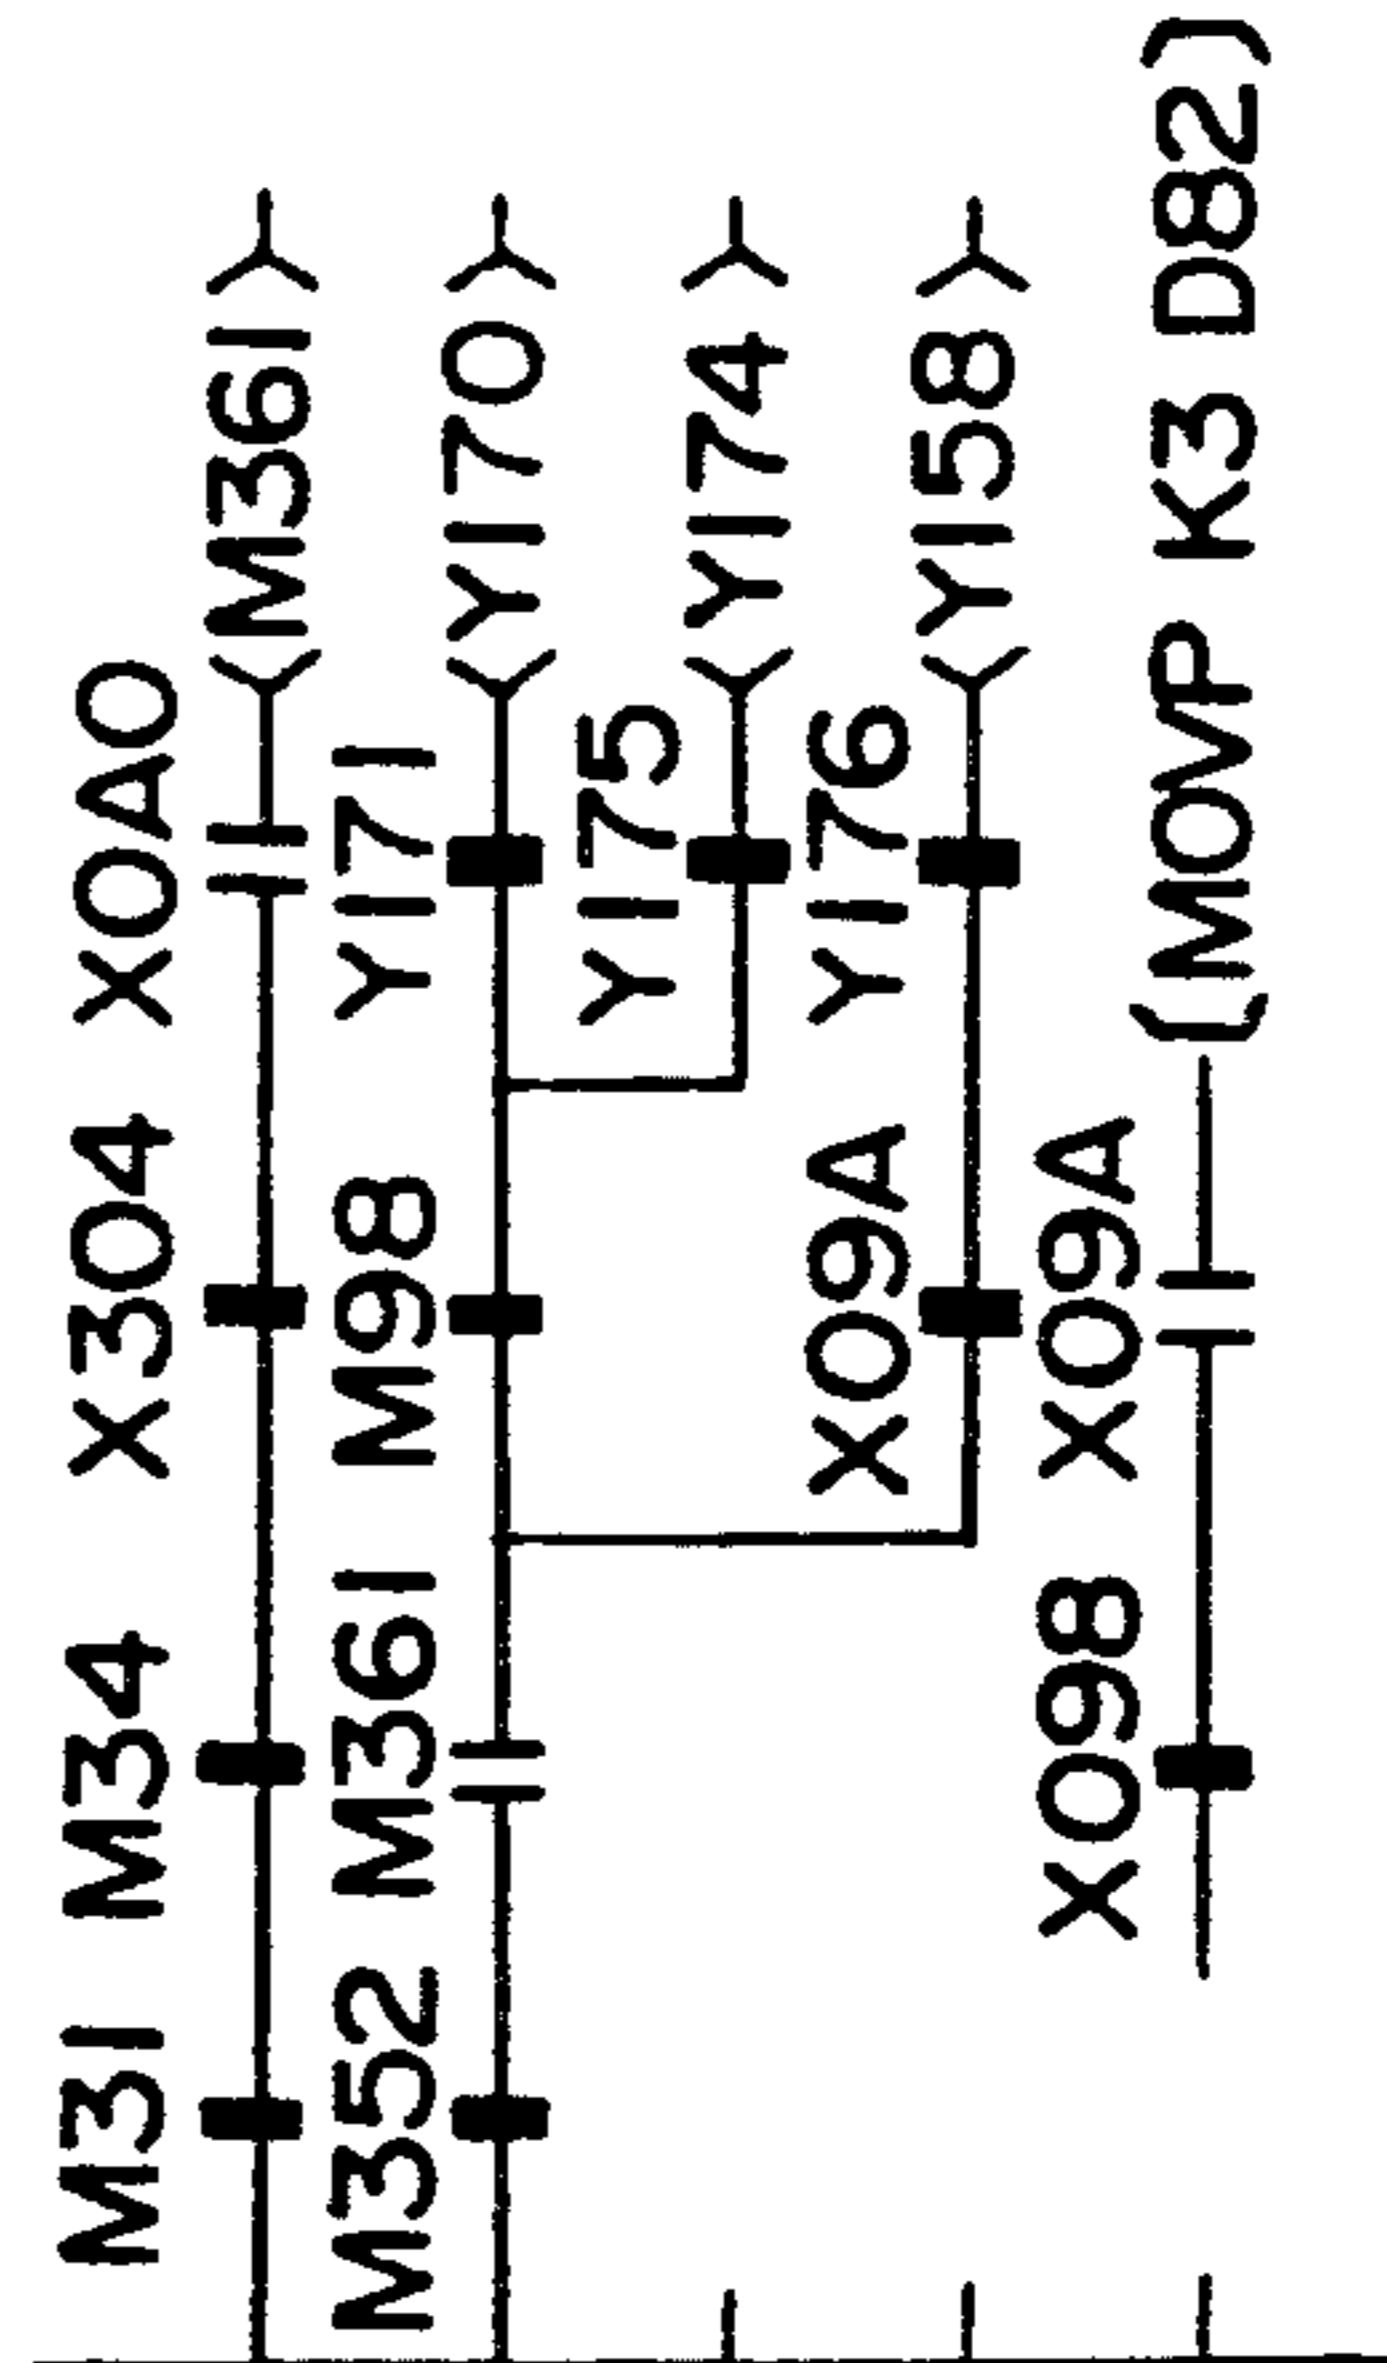 M31 M34 X304 X0A0
(M361)
M352 M361 M98 Y171
(Y170)
Y175
(Y174)
X09A Y176
(Y158)
X098 X09A
[MOVP K3 D82]